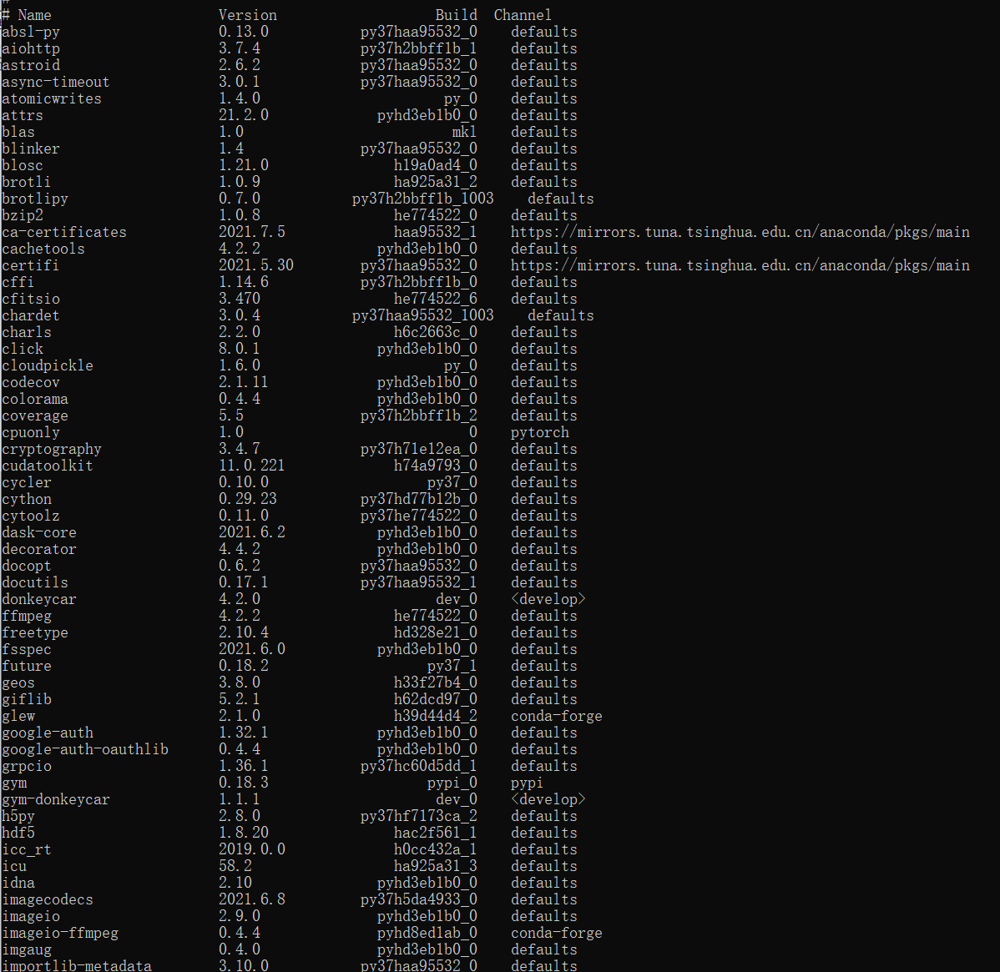 #
# Name Version Build Channel
absl-py 0.13.0 py37haa95532_0 defaults
aiohttp 3.7.4 py37h2bbff1b_1 defaults
astroid 2.6.2 py37haa95532_0 defaults
async-timeout 3.0.1 py37haa95532_0 defaults
atomicwrites 1.4.0 py_0 defaults
attrs 21.2.0 pyhd3eb1b0_0 defaults
blas 1.0 mkl defaults
blinker 1.4 py37haa95532_0 defaults
blosc 1.21.0 h19a0ad4_0 defaults
brotli 1.0.9 ha925a31_2 defaults
brotlipy 0.7.0 py37h2bbff1b_1003 defaults
bzip2 1.0.8 he774522_0 defaults
ca-certificates 2021.7.5 haa95532_1 https://mirrors.tuna.tsinghua.edu.cn/anaconda/pkgs/main
cachetools 4.2.2 pyhd3eb1b0_0 defaults
certifi 2021.5.30 py37haa95532_0 https://mirrors.tuna.tsinghua.edu.cn/anaconda/pkgs/main
cffi 1.14.6 py37h2bbff1b_0 defaults
cfitsio 3.470 he774522_6 defaults
chardet 3.0.4 py37haa95532_1003 defaults
charls 2.2.0 h6c2663c_0 defaults
click 8.0.1 pyhd3eb1b0_0 defaults
cloudpickle 1.6.0 py_0 defaults
codecov 2.1.11 pyhd3eb1b0_0 defaults
colorama 0.4.4 pyhd3eb1b0_0 defaults
coverage 5.5 py37h2bbff1b_2 defaults
cpuonly 1.0 0 pytorch
cryptography 3.4.7 py37h71e12ea_0 defaults
cudatoolkit 11.0.221 h74a9793_0 defaults
cycler 0.10.0 py37_0 defaults
cython 0.29.23 py37hd77b12b_0 defaults
cytoolz 0.11.0 py37he774522_0 defaults
dask-core 2021.6.2 pyhd3eb1b0_0 defaults
decorator 4.4.2 pyhd3eb1b0_0 defaults
docopt 0.6.2 py37haa95532_0 defaults
docutils 0.17.1 py37haa95532_1 defaults
donkeycar 4.2.0 dev_0 <develop>
ffmpeg 4.2.2 he774522_0 defaults
freetype 2.10.4 hd328e21_0 defaults
fsspec 2021.6.0 pyhd3eb1b0_0 defaults
future 0.18.2 py37_1 defaults
geos 3.8.0 h33f27b4_0 defaults
giflib 5.2.1 h62dcd97_0 defaults
glew 2.1.0 h39d44d4_2 conda-forge
google-auth 1.32.1 pyhd3eb1b0_0 defaults
google-auth-oauthlib 0.4.4 pyhd3eb1b0_0 defaults
grpcio 1.36.1 py37hc60d5dd_1 defaults
gym 0.18.3 pypi_0 pypi
gym-donkeycar 1.1.1 dev_0 <develop>
h5py 2.8.0 py37hf7173ca_2 defaults
hdf5 1.8.20 hac2f561_1 defaults
icc_rt 2019.0.0 h0cc432a_1 defaults
icu 58.2 ha925a31_3 defaults
idna 2.10 pyhd3eb1b0_0 defaults
imagecodecs 2021.6.8 py37h5da4933_0 defaults
imageio 2.9.0 pyhd3eb1b0_0 defaults
imageio-ffmpeg 0.4.4 pyhd8ed1ab_0 conda-forge
imgaug 0.4.0 pyhd3eb1b0_0 defaults
importlib-metadata 3.10.0 py37haa95532_0 defaults